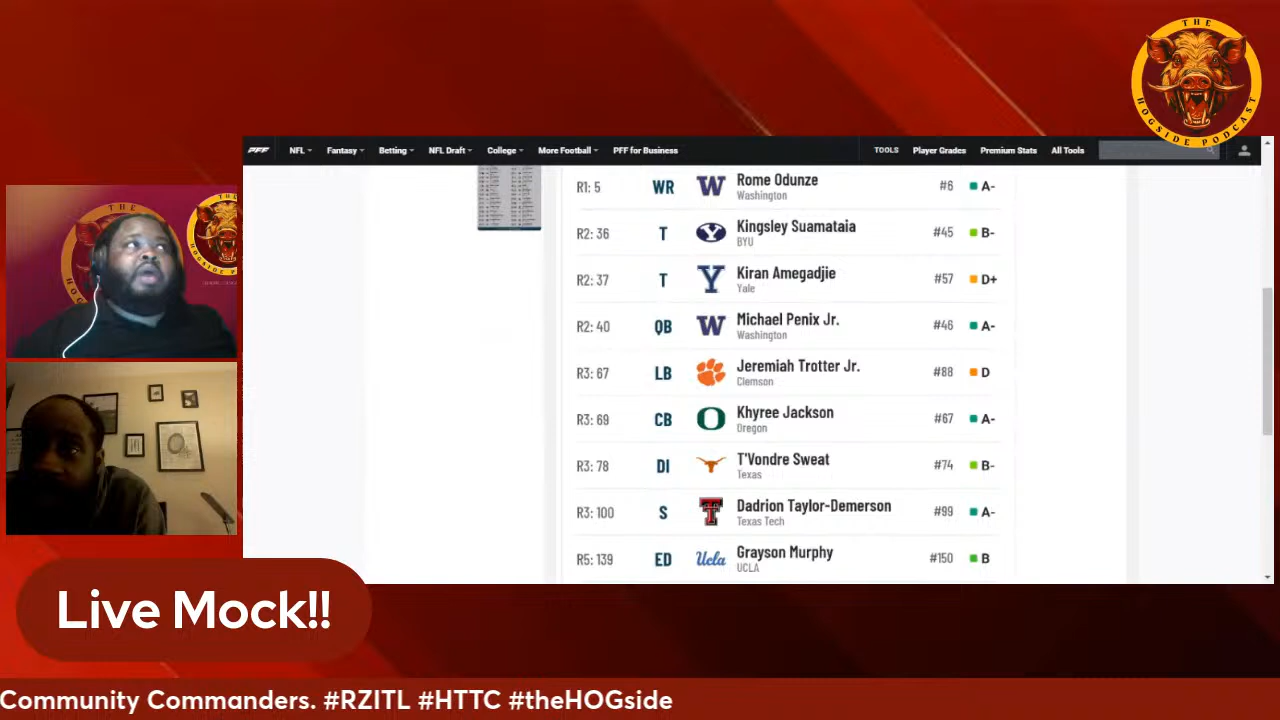 THE
HOGSIDE PODCAST
PFF NFL Fantasy Betting NFL Draft College More Football PFF for Business TOOLS Player Grades Premium Stats All Tools
R1: 5 WR W Rome Odunze #6 A-
Washington
R2: 36 T Y Kingsley Suamataia #45 B-
BYU
R2: 37 T Y Kiran Amegadjie #57 D+
Yale
R2: 40 QB W Michael Penix Jr. #46 A-
Washington
R3: 67 LB Jeremiah Trotter Jr. #88 D
Clemson
R3: 69 CB O Khyree Jackson #67 A-
Oregon
R3: 78 DI T'Vondre Sweat #74 B-
Texas
R3: 100 S T Dadrion Taylor-Demerson #99 A-
Texas Tech
R5: 139 ED Ucla Grayson Murphy #150 B
UCLA
Live Mock!!
Community Commanders. #RZITL #HTTC #theHOGside